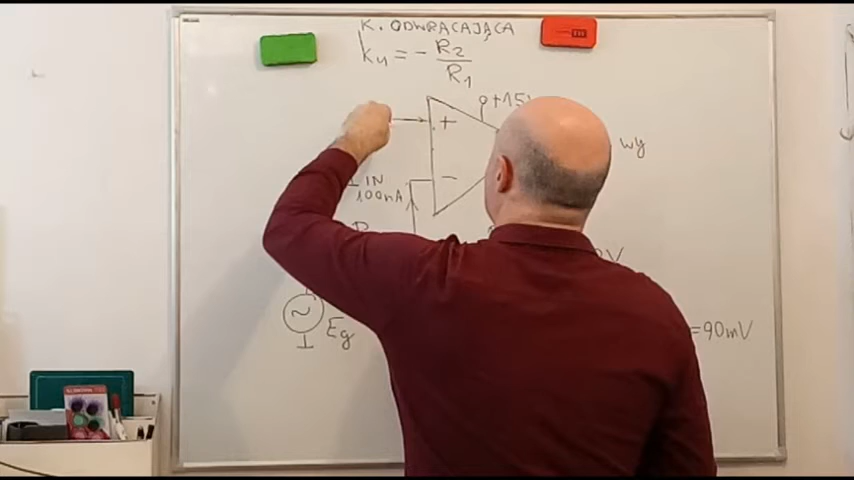 K. ODWRACAJĄCA
ku = - R2 / R1
+ +15V
wy
I IN
100nA
−
Eg
=90mV